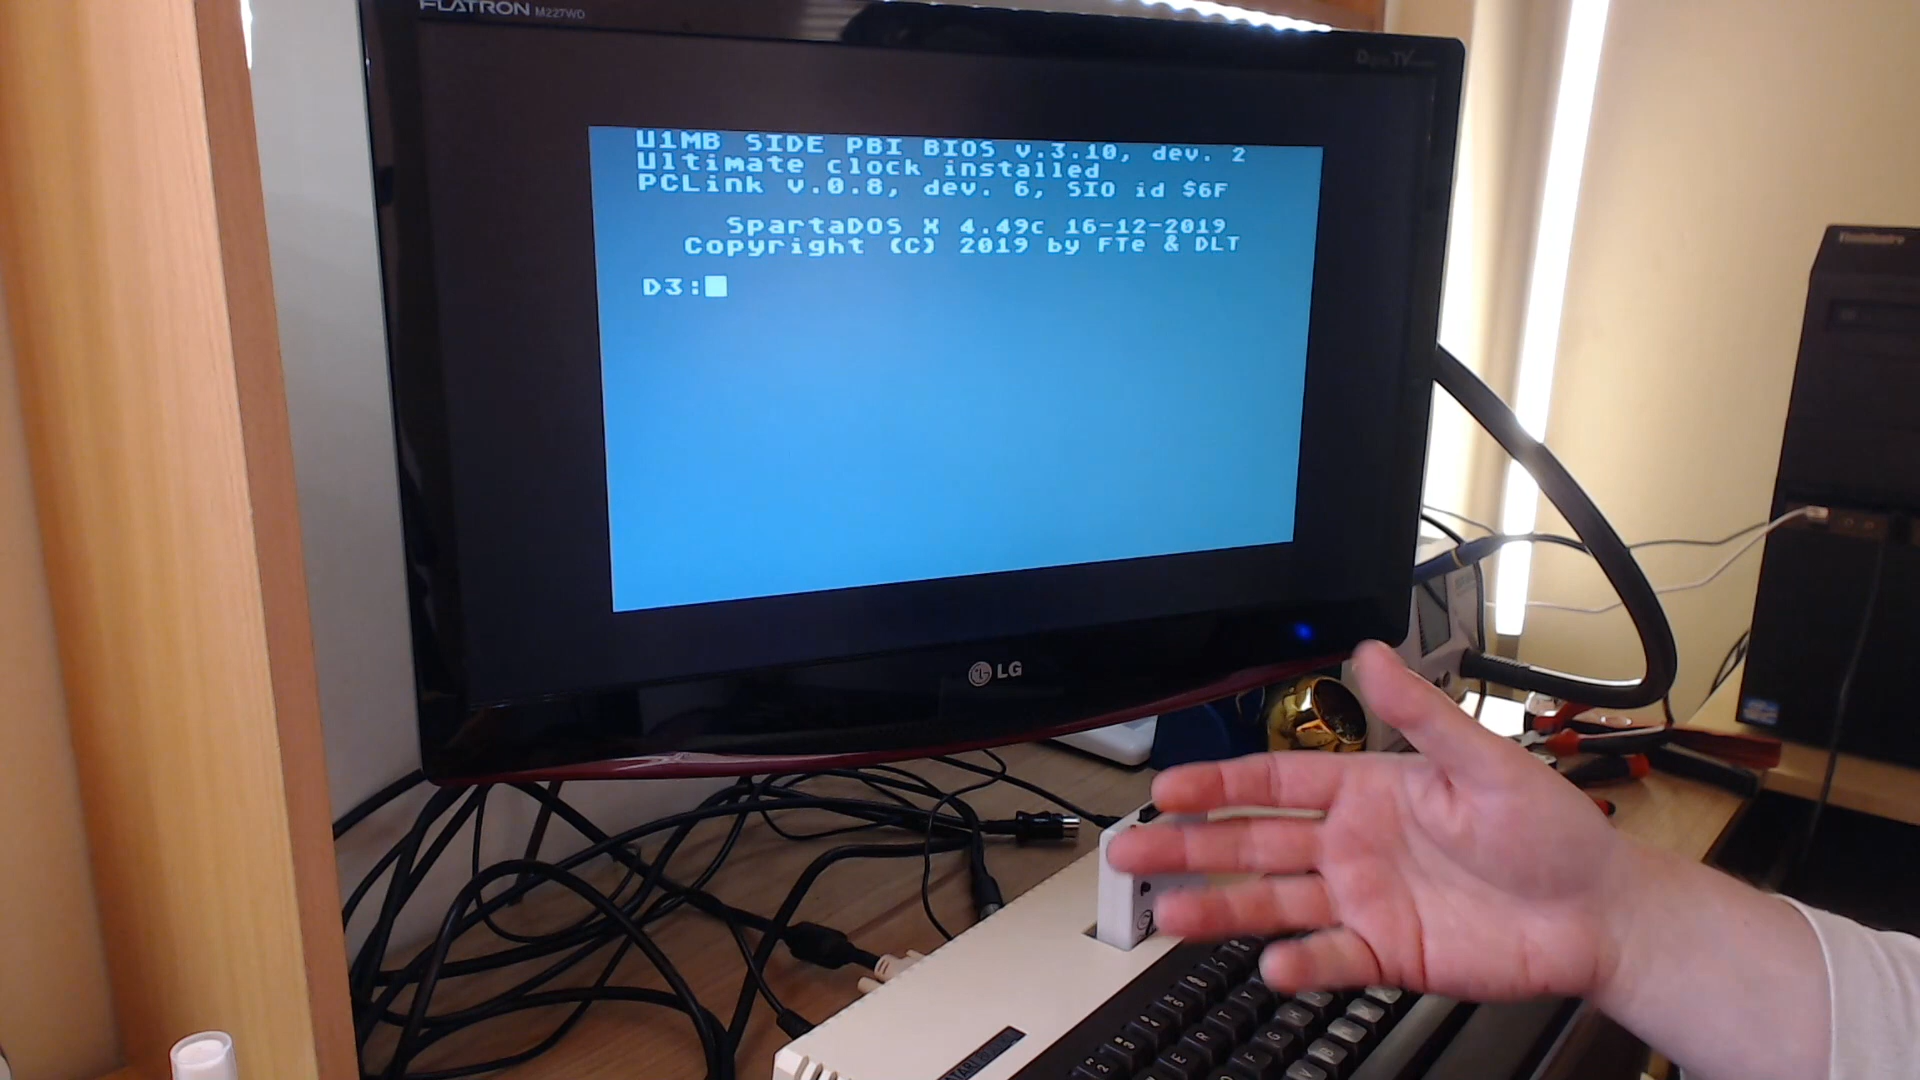 FLATRON M227WD
U1MB SIDE PBI BIOS v.3.10, dev. 2
Ultimate clock installed
PCLink v.0.8, dev. 6, SIO id $6F
SpartaDOS X 4.49c 16-12-2019
Copyright (C) 2019 by FTe & DLT
D3:
LG